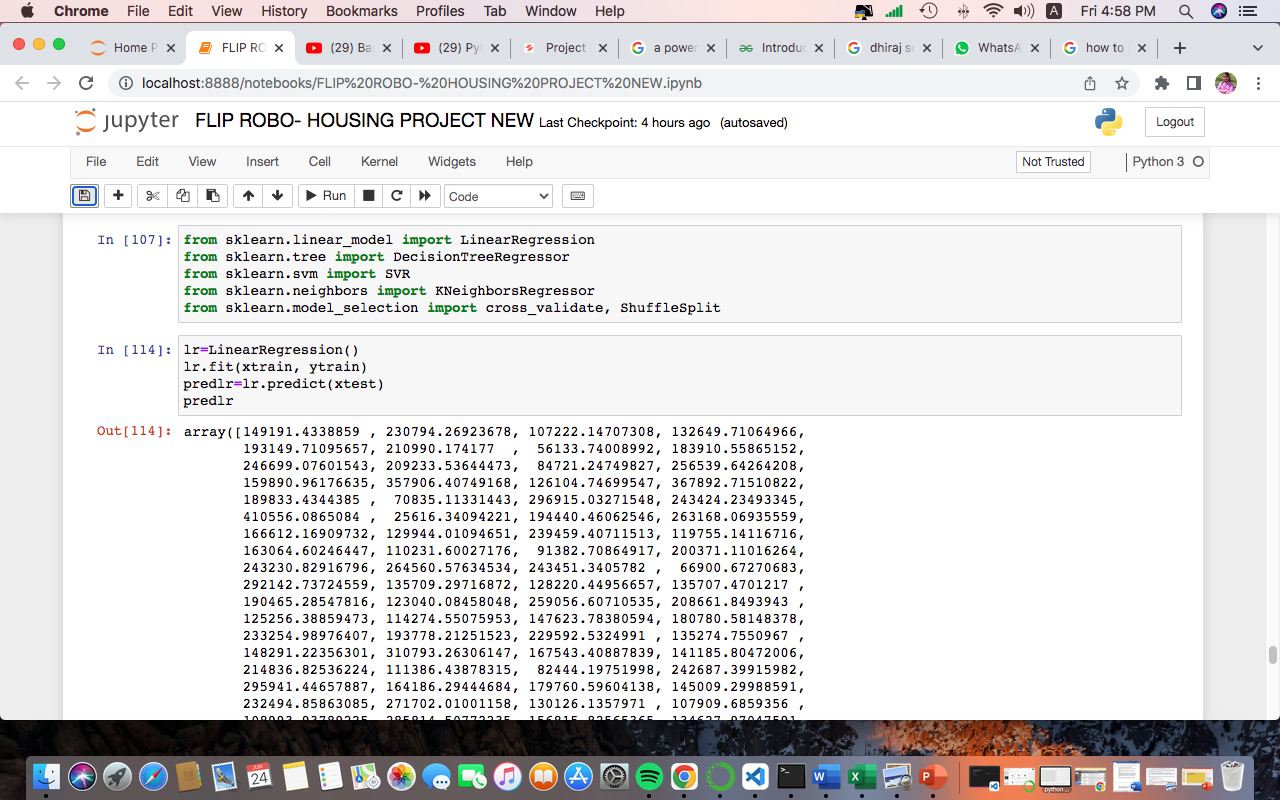 Chrome File Edit View History Bookmarks Profiles Tab Window Help A Fri 4:58 PM
Home P FLIP RO (29) Ba (29) Py Project a power Introduc dhiraj su WhatsA how to
localhost:8888/notebooks/FLIP%20ROBO-%20HOUSING%20PROJECT%20NEW.ipynb
jupyter FLIP ROBO- HOUSING PROJECT NEW Last Checkpoint: 4 hours ago (autosaved) Logout
File Edit View Insert Cell Kernel Widgets Help Not Trusted Python 3
Run Code
In [107]: from sklearn.linear_model import LinearRegression
from sklearn.tree import DecisionTreeRegressor
from sklearn.svm import SVR
from sklearn.neighbors import KNeighborsRegressor
from sklearn.model_selection import cross_validate, ShuffleSplit
In [114]: lr=LinearRegression()
lr.fit(xtrain, ytrain)
predlr=lr.predict(xtest)
predlr
Out[114]: array([149191.4338859 , 230794.26923678, 107222.14707308, 132649.71064966,
193149.71095657, 210990.174177 , 56133.74008992, 183910.55865152,
246699.07601543, 209233.53644473, 84721.24749827, 256539.64264208,
159890.96176635, 357906.40749168, 126104.74699547, 367892.71510822,
189833.4344385 , 70835.11331443, 296915.03271548, 243424.23493345,
410556.0865084 , 25616.34094221, 194440.46062546, 263168.06935559,
166612.16909732, 129944.01094651, 239459.40711513, 119755.14116716,
163064.60246447, 110231.60027176, 91382.70864917, 200371.11016264,
243230.82916796, 264560.57634534, 243451.3405782 , 66900.67270683,
292142.73724559, 135709.29716872, 128220.44956657, 135707.4701217 ,
190465.28547816, 123040.08458048, 259056.60710535, 208661.8493943 ,
125256.38859473, 114274.55075953, 147623.78380594, 180780.58148378,
233254.98976407, 193778.21251523, 229592.5324991 , 135274.7550967 ,
148291.22356301, 310793.26306147, 167543.40887839, 141185.80472006,
214836.82536224, 111386.43878315, 82444.19751998, 242687.39915982,
295941.44657887, 164186.29444684, 179760.59604138, 145009.29988591,
232494.85863085, 271702.01001158, 130126.1357971 , 107909.6859356 ,
JUN
24
W X P
python